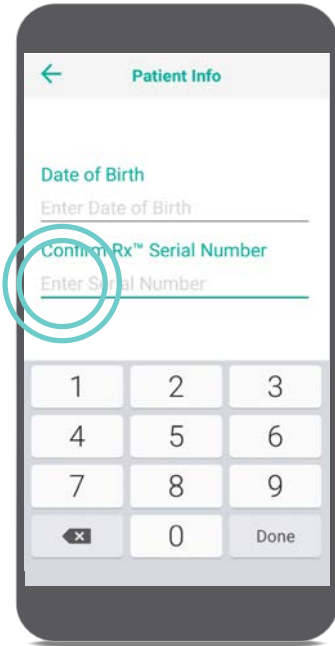 Patient Info
Date of Birth
Enter Date of Birth
Confirm Rx™ Serial Number
Enter Serial Number
1 2 3
4 5 6
7 8 9
0 Done